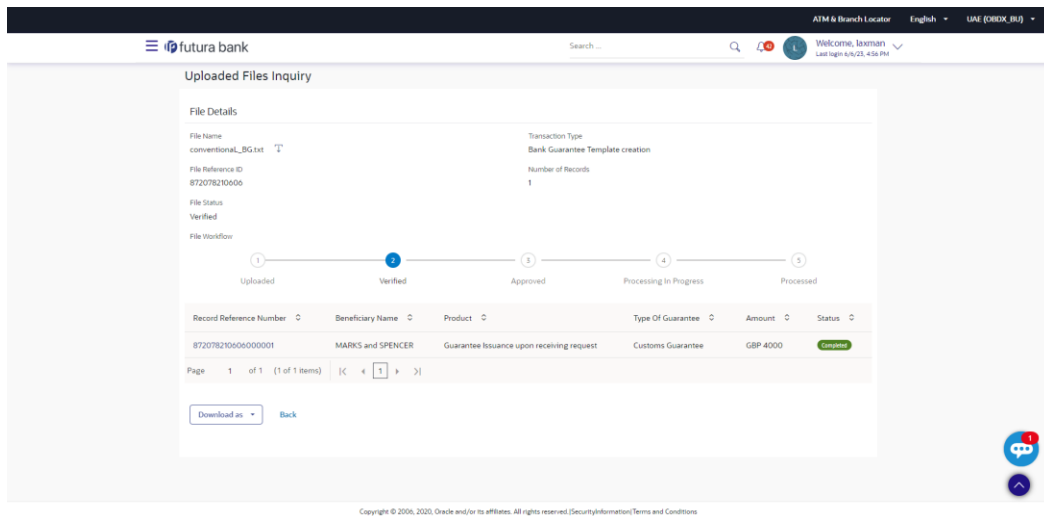 ATM & Branch Locator English UAE (OBDX_BU)
futura bank Search ... 43 L Welcome, laxman
Last login 6/6/23, 4:56 PM
Uploaded Files Inquiry
File Details
File Name Transaction Type
conventionaL_BG.txt Bank Guarantee Template creation
File Reference ID Number of Records
872078210606 1
File Status
Verified
File Workflow
1 2 3 4 5
Uploaded Verified Approved Processing In Progress Processed
Record Reference Number Beneficiary Name Product Type Of Guarantee Amount Status
872078210606000001 MARKS and SPENCER Guarantee Issuance upon receiving request Customs Guarantee GBP 4000 Completed
Page 1 of 1 (1 of 1 items) 1
Download as Back
1
Copyright © 2006, 2020, Oracle and/or its affiliates. All rights reserved.|SecurityInformation|Terms and Conditions